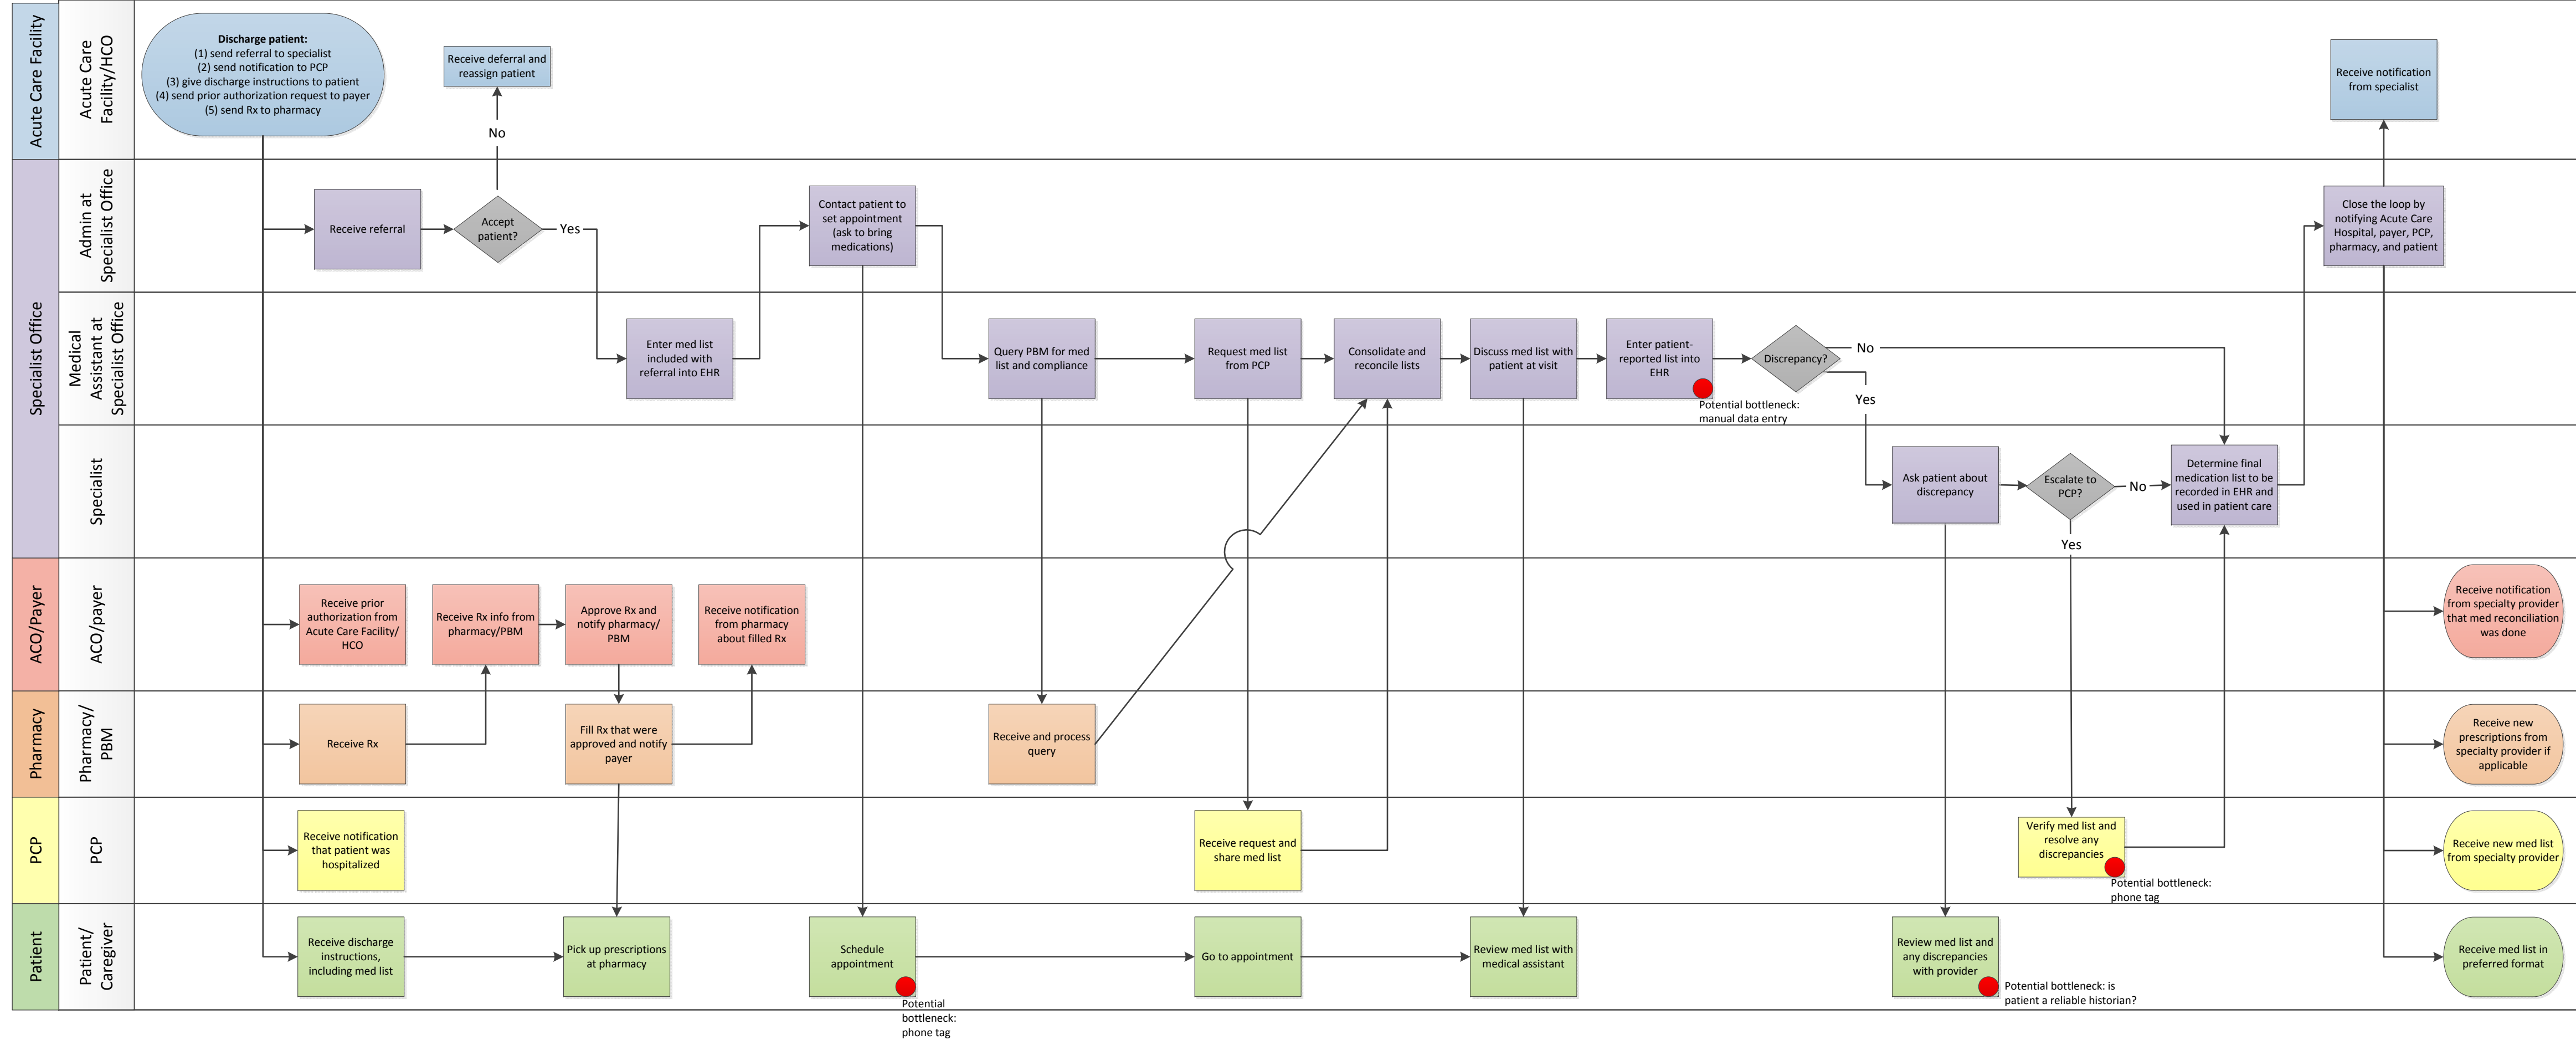 Acute Care Facility
Acute Care
Facility/HCO
Discharge patient:
(1) send referral to specialist
(2) send notification to PCP
(3) give discharge instructions to patient
(4) send prior authorization request to payer
(5) send Rx to pharmacy
Receive deferral and
reassign patient
No
Receive notification
from specialist
Specialist Office
Admin at
Specialist Office
Receive referral
Accept
patient?
Yes
Contact patient to
set appointment
(ask to bring
medications)
Close the loop by
notifying Acute Care
Hospital, payer, PCP,
pharmacy, and patient
Medical
Assistant at
Specialist Office
Enter med list
included with
referral into EHR
Query PBM for med
list and compliance
Request med list
from PCP
Consolidate and
reconcile lists
Discuss med list with
patient at visit
Enter patient-
reported list into
EHR
Potential bottleneck:
manual data entry
Discrepancy?
No
Yes
Specialist
Ask patient about
discrepancy
Escalate to
PCP?
No
Yes
Determine final
medication list to be
recorded in EHR and
used in patient care
ACO/Payer
ACO/payer
Receive prior
authorization from
Acute Care Facility/
HCO
Receive Rx info from
pharmacy/PBM
Approve Rx and
notify pharmacy/
PBM
Receive notification
from pharmacy
about filled Rx
Receive notification
from specialty provider
that med reconciliation
was done
Pharmacy
Pharmacy/
PBM
Receive Rx
Fill Rx that were
approved and notify
payer
Receive and process
query
Receive new
prescriptions from
specialty provider if
applicable
PCP
PCP
Receive notification
that patient was
hospitalized
Receive request and
share med list
Verify med list and
resolve any
discrepancies
Potential bottleneck:
phone tag
Receive new med list
from specialty provider
Patient
Patient/
Caregiver
Receive discharge
instructions,
including med list
Pick up prescriptions
at pharmacy
Schedule
appointment
Potential
bottleneck:
phone tag
Go to appointment
Review med list with
medical assistant
Review med list and
any discrepancies
with provider
Potential bottleneck: is
patient a reliable historian?
Receive med list in
preferred format